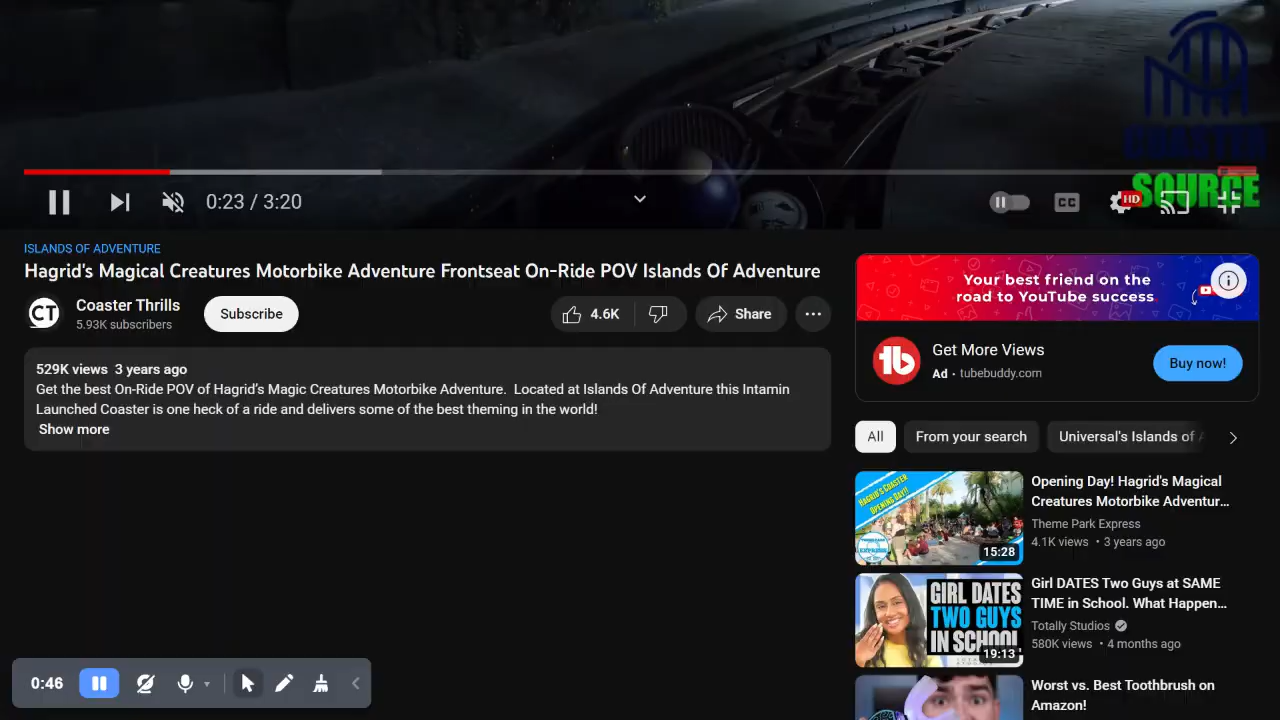 COASTER
SOURCE
0:23 / 3:20
CC
HD
ISLANDS OF ADVENTURE
Hagrid's Magical Creatures Motorbike Adventure Frontseat On-Ride POV Islands Of Adventure
CT
Coaster Thrills
5.93K subscribers
Subscribe
4.6K
Share
529K views 3 years ago
Get the best On-Ride POV of Hagrid's Magic Creatures Motorbike Adventure. Located at Islands Of Adventure this Intamin
Launched Coaster is one heck of a ride and delivers some of the best theming in the world!
Show more
Your best friend on the
road to YouTube success
tb
Get More Views
Ad · tubebuddy.com
Buy now!
All
From your search
Universal's Islands of
HAGRID'S COASTER
OPENING DAY!!
15:28
Opening Day! Hagrid's Magical
Creatures Motorbike Adventur...
Theme Park Express
4.1K views • 3 years ago
GIRL DATES
TWO GUYS
IN SCHOOL
19:13
Girl DATES Two Guys at SAME
TIME in School. What Happen...
Totally Studios
580K views • 4 months ago
Worst vs. Best Toothbrush on
Amazon!
0:46